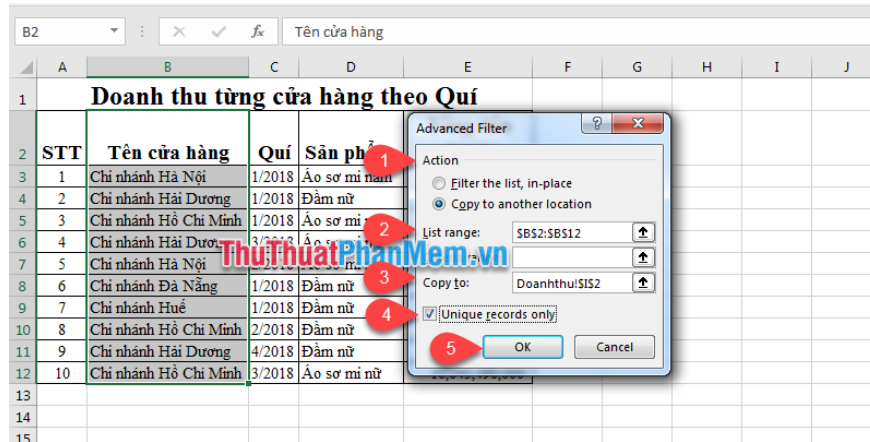 B2 fx Tên cửa hàng
A B C D E F G H I J
1 Doanh thu từng cửa hàng theo Quí
2 STT Tên cửa hàng Quí Sản
3 1 Chi nhánh Hà Nội 1/2018 Áo sơ mi nam
4 2 Chi nhánh Hải Dương 1/2018 Đầm nữ
5 3 Chi nhánh Hồ Chí Minh 1/2018 Áo sơ mi
6 4 Chi nhánh Hải Dương 3/2018 Áo sơ mi
7 5 Chi nhánh Hà Nội
8 6 Chi nhánh Đà Nẵng 1/2018 Đầm nữ
9 7 Chi nhánh Huế 1/2018 Đầm nữ
10 8 Chi nhánh Hồ Chí Minh 2/2018 Đầm nữ
11 9 Chi nhánh Hải Dương 4/2018 Đầm nữ
12 10 Chi nhánh Hồ Chí Minh 3/2018 Áo sơ mi nữ
13
14
15
Advanced Filter ? X
1 Action
Filter the list, in-place
Copy to another location
2 List range: $B$2:$B$12
3 Copy to: Doanhthu!$I$2
4 Unique records only
5 OK Cancel
ThuThuatPhanMem.vn